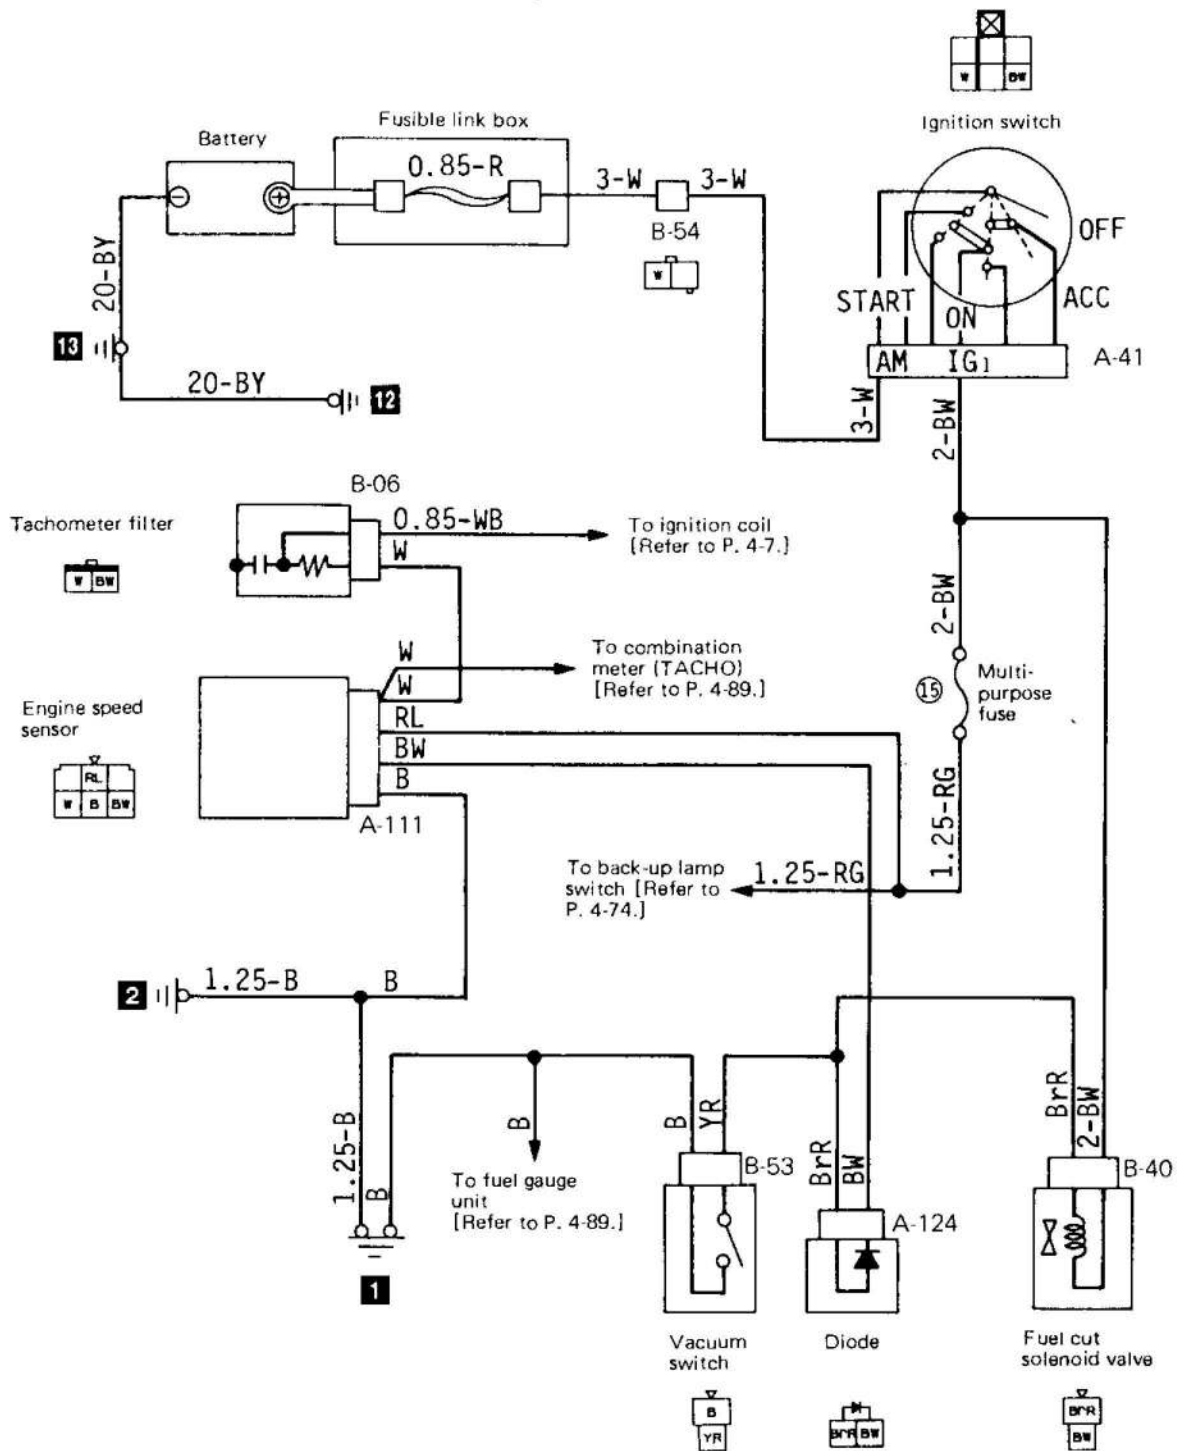 W
BW
Ignition switch
Battery
Fusible link box
0.85-R
3-W
3-W
B-54
W
20-BY
13
20-BY
12
OFF
START
ACC
ON
AM
IG1
A-41
3-W
2-BW
B-06
Tachometer filter
W
BW
0.85-WB
W
To ignition coil
[Refer to P. 4-7.]
W
W
To combination
meter (TACHO)
[Refer to P. 4-89.]
2-BW
15
Multi-
purpose
fuse
Engine speed
sensor
RL
W
B
BW
RL
BW
B
A-111
1.25-RG
To back-up lamp
switch [Refer to
P. 4-74.]
1.25-RG
2
1.25-B
B
1.25-B
B
1
B
To fuel gauge
unit
[Refer to P. 4-89.]
B
YR
B-53
BrR
BW
A-124
BrR
2-BW
B-40
Vacuum
switch
B
YR
Diode
BrR
BW
Fuel cut
solenoid valve
BrR
BW